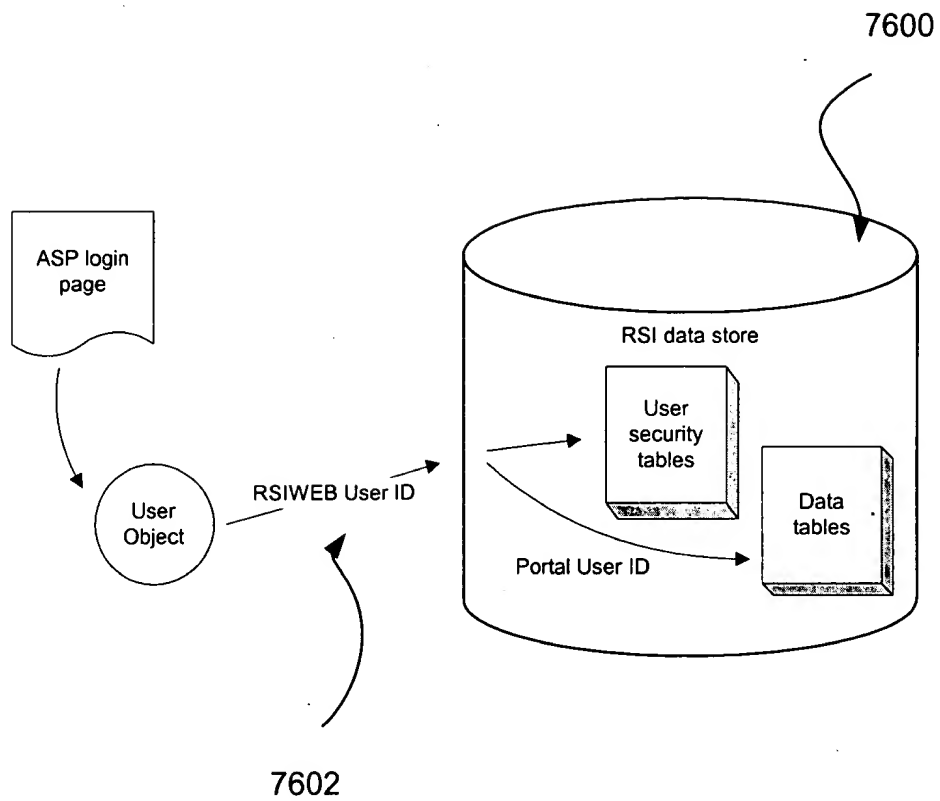 7600
ASP login
page
RSI data store
User
security
tables
Data
tables
RSIWEB User ID
User
Object
Portal User ID
7602